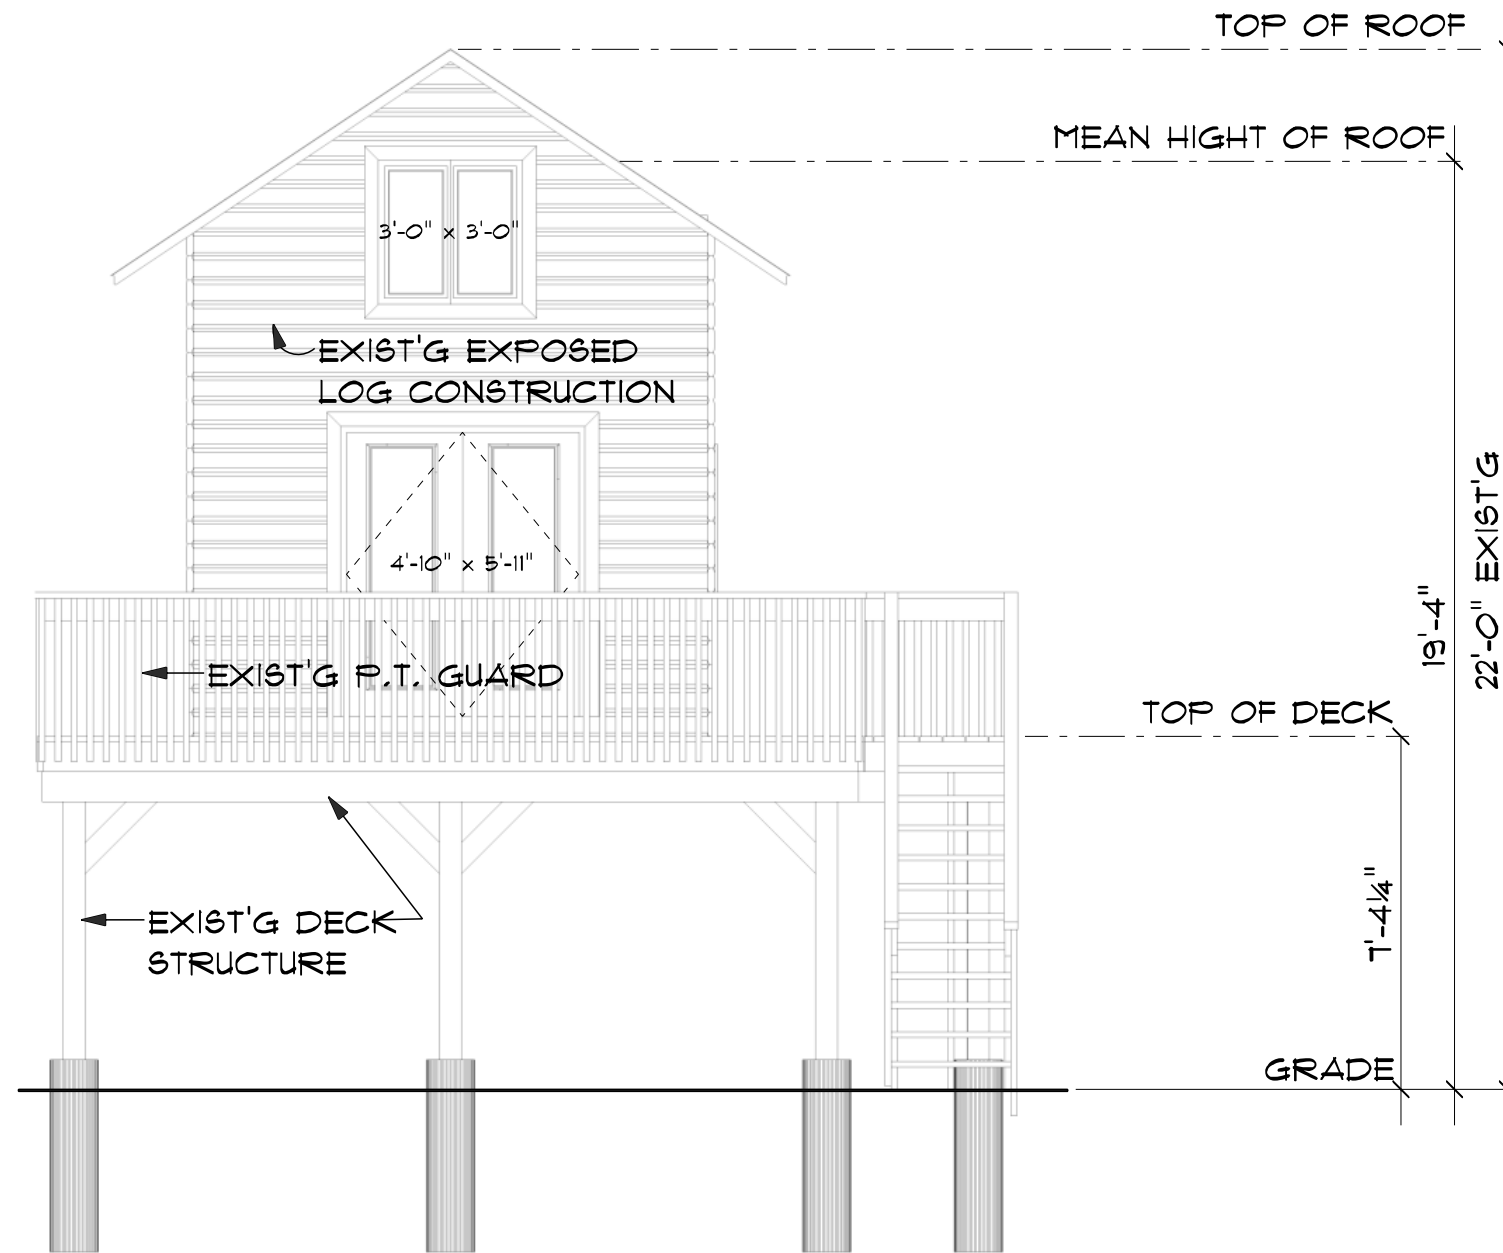 TOP OF ROOF
MEAN HIGHT OF ROOF
3'-0" x 3'-0"
EXIST'G EXPOSED
LOG CONSTRUCTION
4'-10" x 5'-11"
22'-0" EXIST'G
19'-4"
EXIST'G P.T. GUARD
TOP OF DECK
7'-4¼"
EXIST'G DECK
STRUCTURE
GRADE